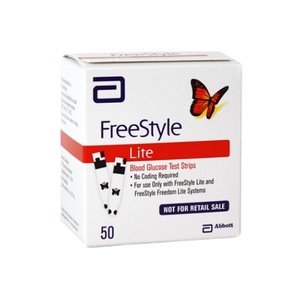 FreeStyle
Lite
Blood Glucose Test Strips
• No Coding Required
• For use Only with FreeStyle Lite and
FreeStyle Freedom Lite Systems
NOT FOR RETAIL SALE
50
Abbott